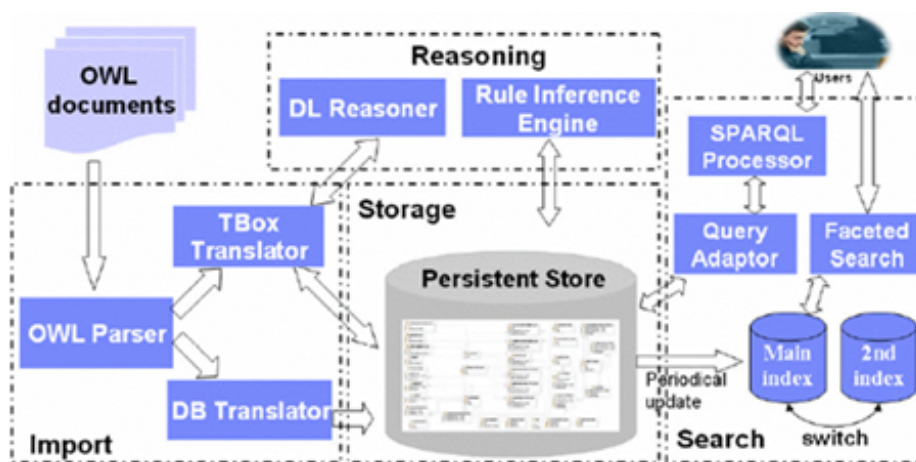 OWL
documents
Reasoning
DL Reasoner
Rule Inference
Engine
Users
SPARQL
Processor
TBox
Translator
Storage
Query
Adaptor
Faceted
Search
Persistent Store
OWL Parser
Main
index
2nd
index
Periodical
update
DB Translator
Import
Search
switch